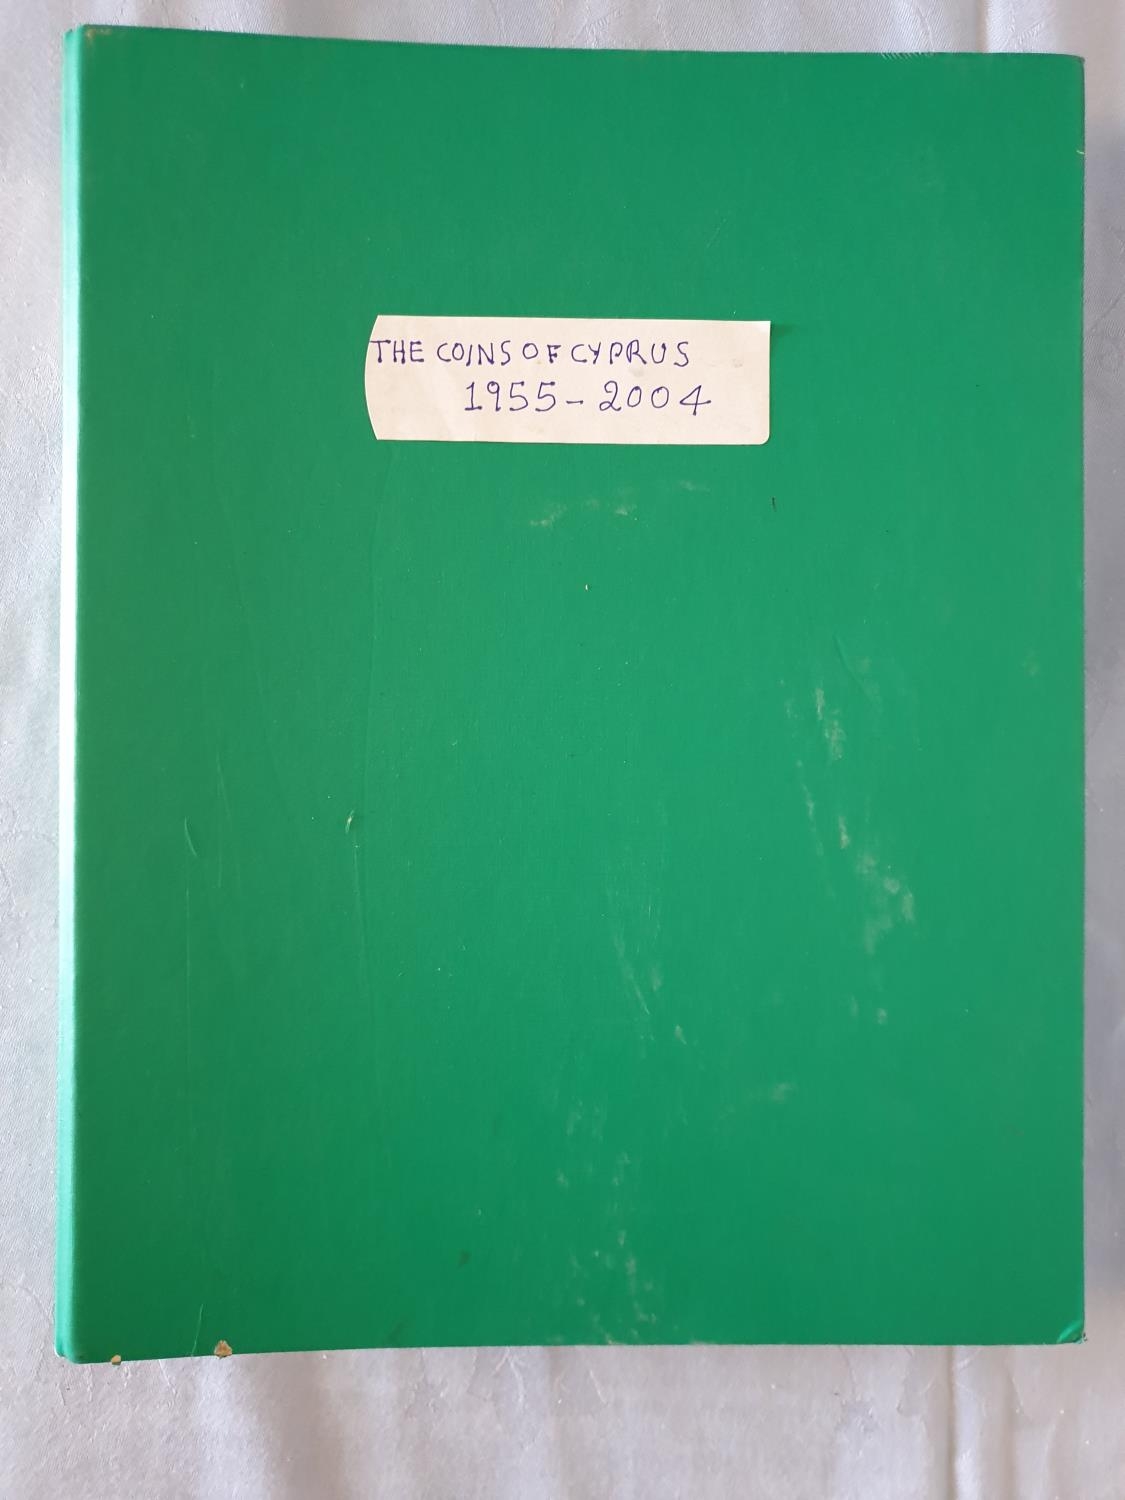 THE COINS OF CYPRUS
1955-2004